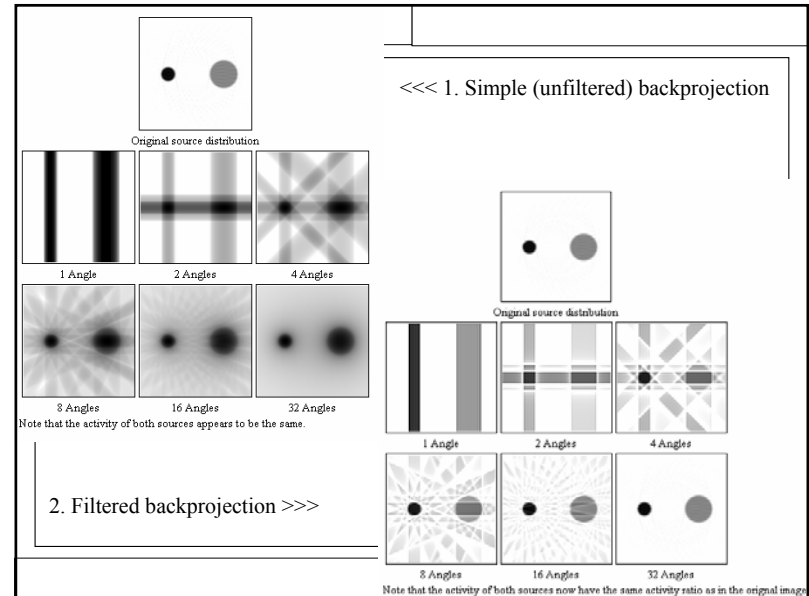 <<< 1. Simple (unfiltered) backprojection
Original source distribution
1 Angle 2 Angles 4 Angles
8 Angles 16 Angles 32 Angles
Note that the activity of both sources appears to be the same.
2. Filtered backprojection >>>
Original source distribution
1 Angle 2 Angles 4 Angles
8 Angles 16 Angles 32 Angles
Note that the activity of both sources now have the same activity ratio as in the orignal image